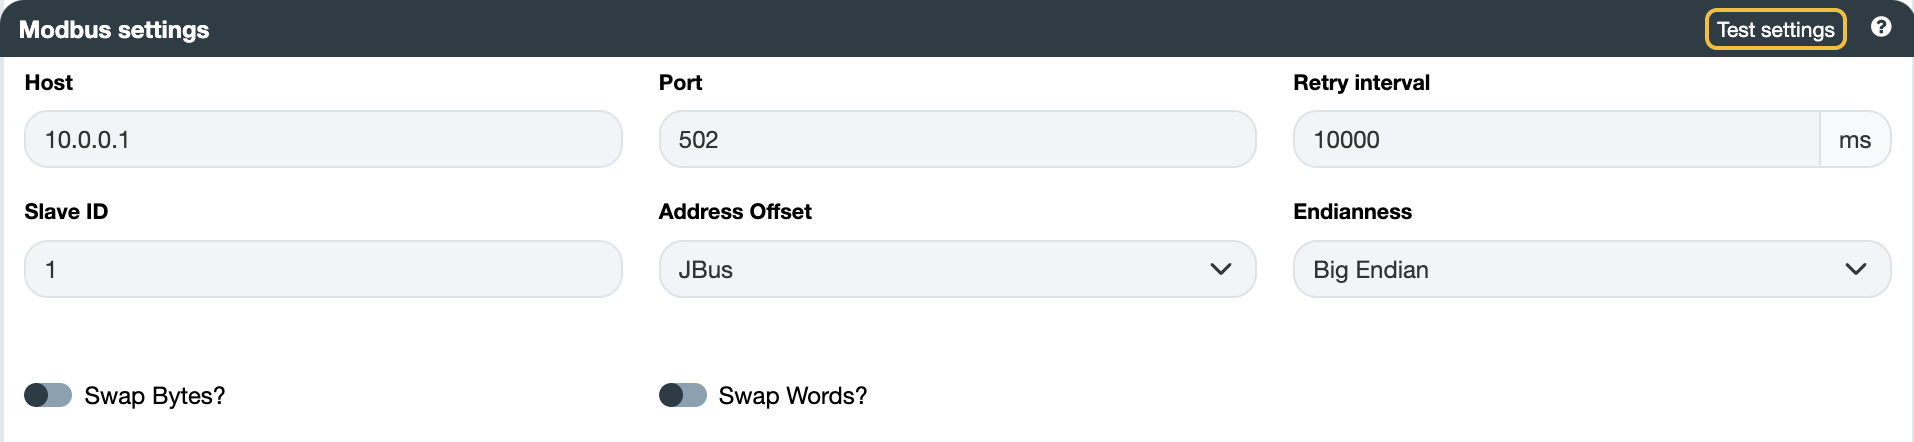 Modbus settings
Test settings
?
Host
Port
Retry interval
10.0.0.1
502
10000
ms
Slave ID
Address Offset
Endianness
1
JBus
Big Endian
Swap Bytes?
Swap Words?